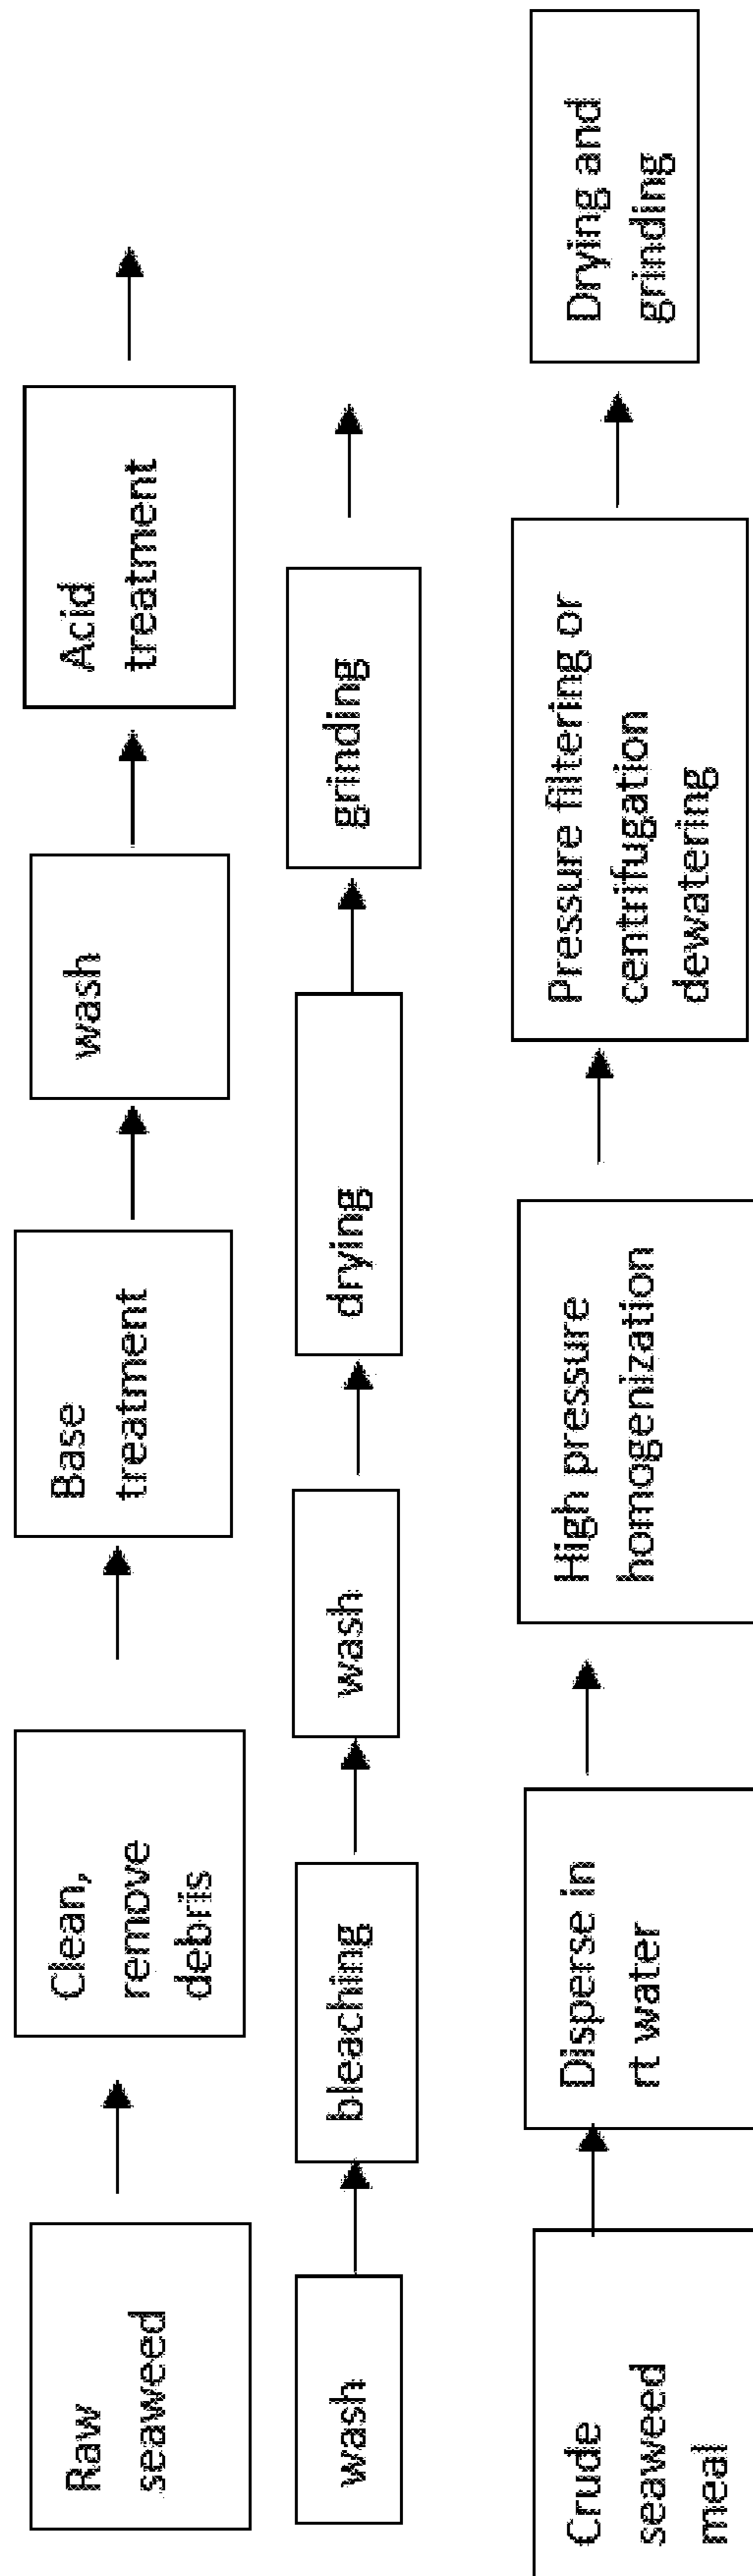 Raw
seaweed
Clean,
remove
debris
Base
treatment
wash
Acid
treatment
wash
bleaching
wash
drying
grinding
Crude
seaweed
meal
Disperse in
rt water
High pressure
homogenization
Pressure filtering or
centrifugation
dewatering
Drying and
grinding